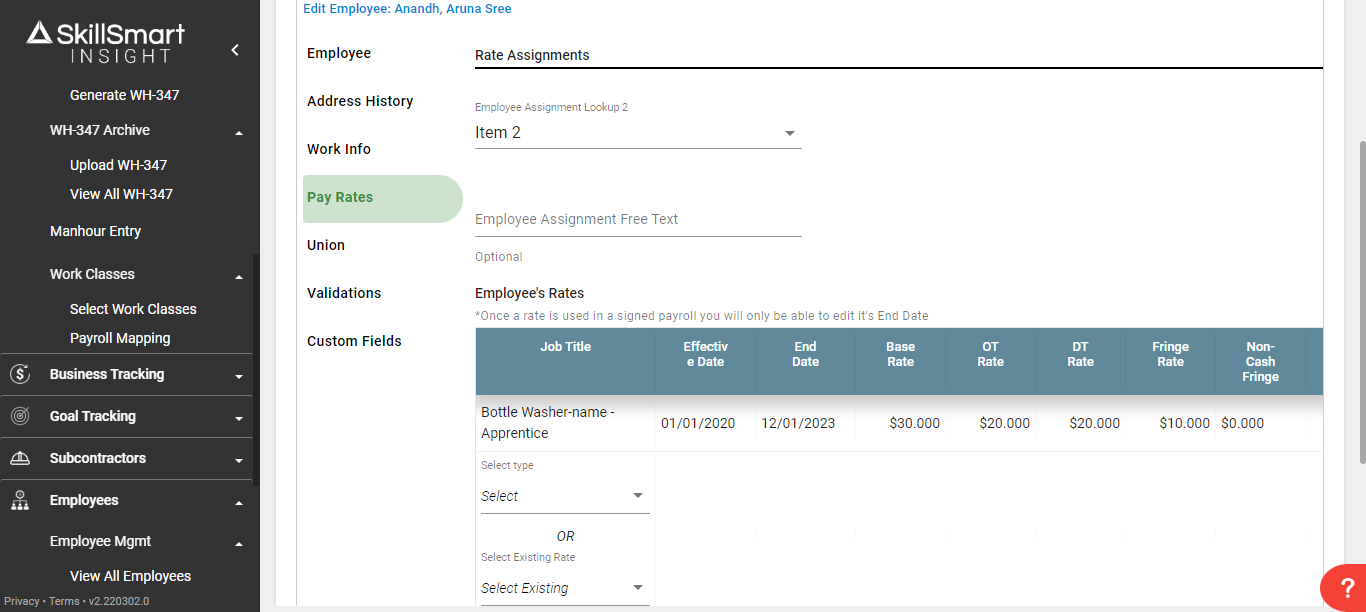 SkillSmart
INSIGHT
Generate WH-347
WH-347 Archive
Upload WH-347
View All WH-347
Manhour Entry
Work Classes
Select Work Classes
Payroll Mapping
Business Tracking
Goal Tracking
Subcontractors
Employees
Employee Mgmt
View All Employees
Privacy • Terms • v2.220302.0
Edit Employee: Anandh, Aruna Sree
Employee
Address History
Work Info
Pay Rates
Union
Validations
Custom Fields
Rate Assignments
Employee Assignment Lookup 2
Item 2
Employee Assignment Free Text
Optional
Employee's Rates
*Once a rate is used in a signed payroll you will only be able to edit it's End Date
Job Title
Effectiv
e Date
End
Date
Base
Rate
OT
Rate
DT
Rate
Fringe
Rate
Non-
Cash
Fringe
Bottle Washer-name -
Apprentice
01/01/2020 12/01/2023 $30.000 $20.000 $20.000 $10.000 $0.000
Select type
Select
OR
Select Existing Rate
Select Existing
?